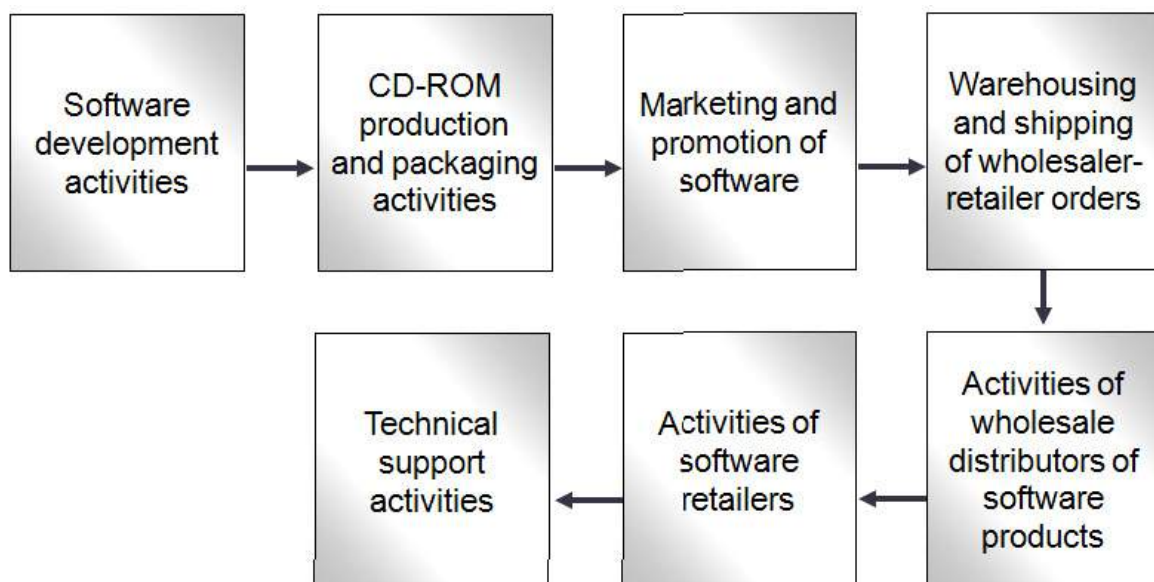 Software
development
activities
CD-ROM
production
and packaging
activities
Marketing and
promotion of
software
Warehousing
and shipping
of wholesaler-
retailer orders
Activities of
wholesale
distributors of
software
products
Activities of
software
retailers
Technical
support
activities